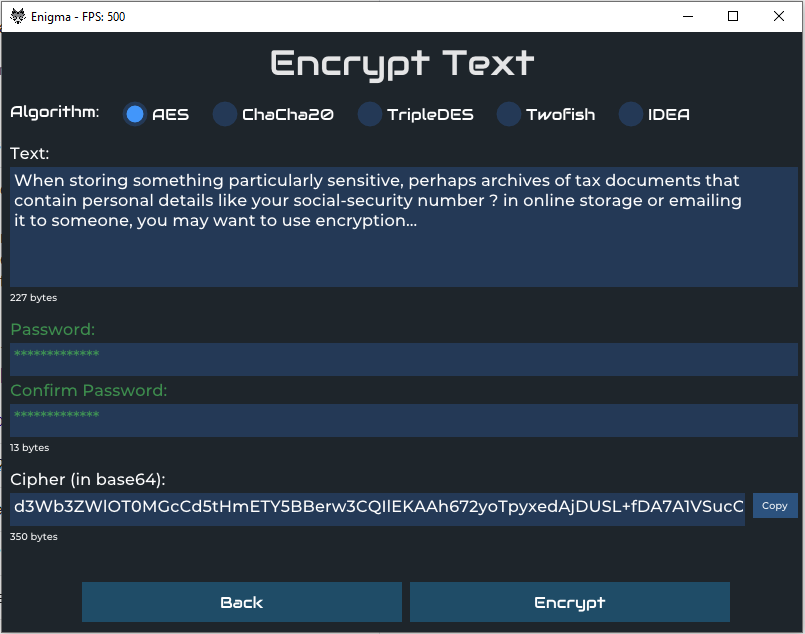 Enigma - FPS: 500
Encrypt Text
Algorithm: AES ChaCha20 TripleDES Twofish IDEA
Text:
When storing something particularly sensitive, perhaps archives of tax documents that
contain personal details like your social-security number ? in online storage or emailing
it to someone, you may want to use encryption...
227 bytes
Password:
*************
Confirm Password:
*************
13 bytes
Cipher (in base64):
d3Wb3ZWlOT0MGcCd5tHmETY5BBerw3CQIlEKAAh672yoTpyxedAjDUSL+fDA7A1VSucC Copy
350 bytes
Back Encrypt